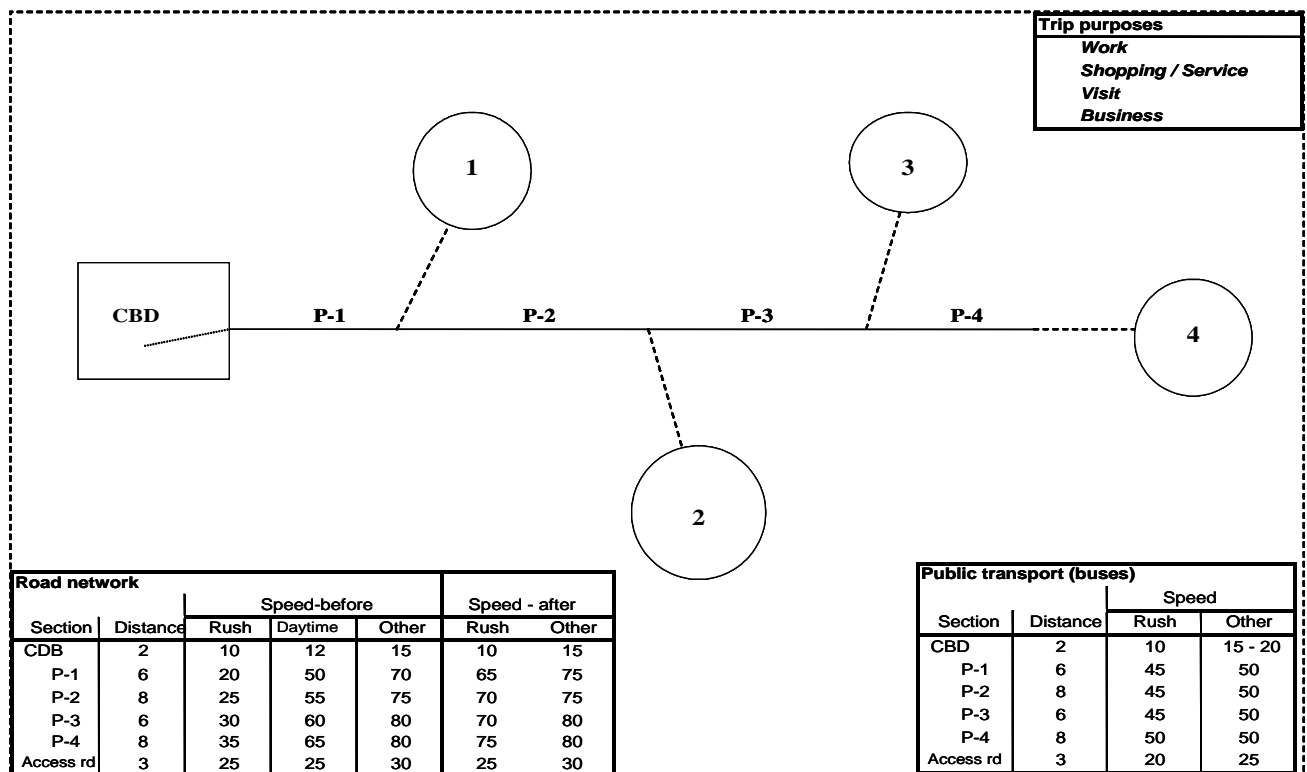 Trip purposes
Work
Shopping / Service
Visit
Business
1
3
CBD
P-1
P-2
P-3
P-4
4
2
Road network
Speed-before Speed - after
Section Distance Rush Daytime Other Rush Other
CDB 2 10 12 15 10 15
P-1 6 20 50 70 65 75
P-2 8 25 55 75 70 75
P-3 6 30 60 80 70 80
P-4 8 35 65 80 75 80
Access rd 3 25 25 30 25 30
Public transport (buses)
Speed
Section Distance Rush Other
CBD 2 10 15 - 20
P-1 6 45 50
P-2 8 45 50
P-3 6 45 50
P-4 8 50 50
Access rd 3 20 25